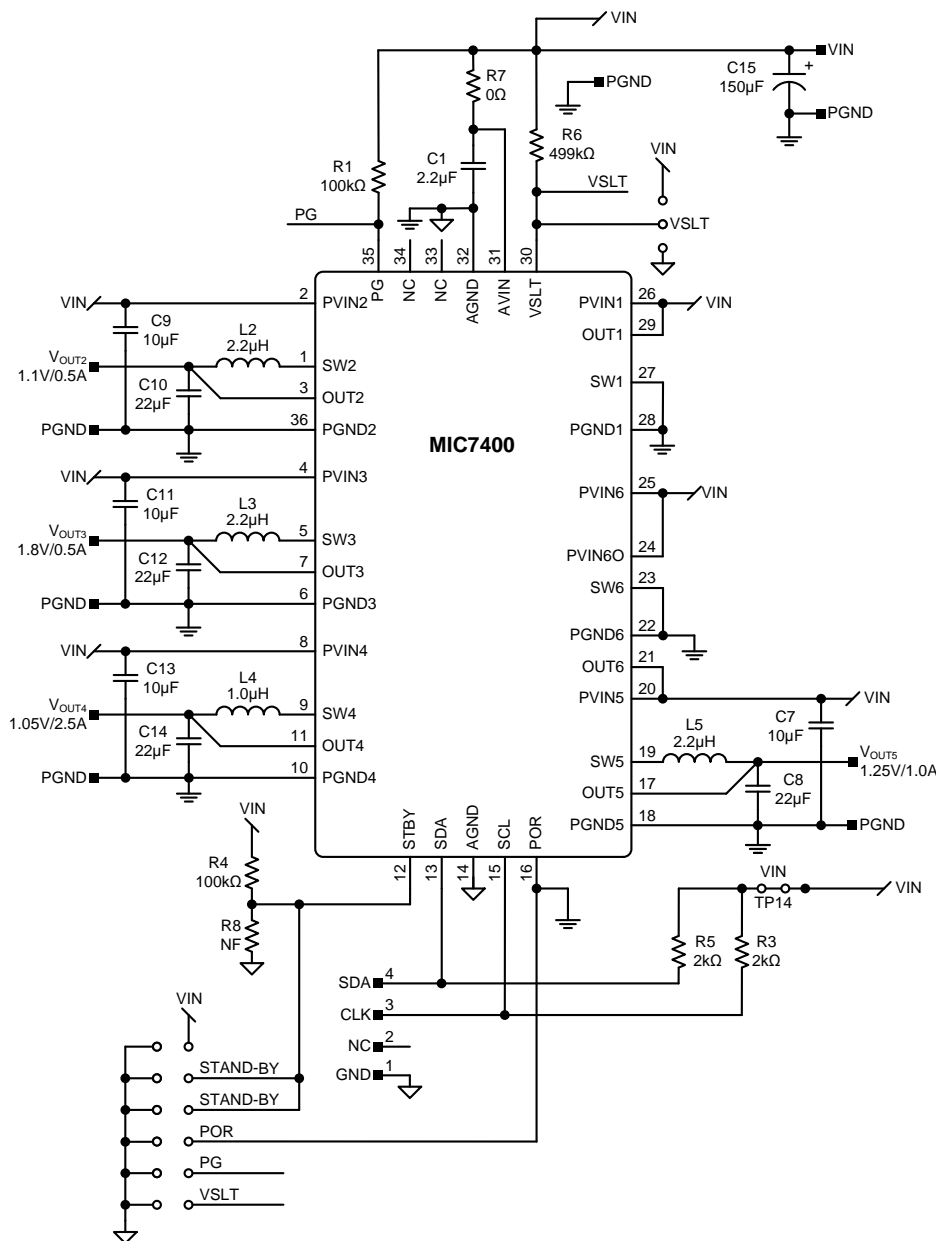 VIN
VIN
R7
0Ω
PGND
C15
150µF
+
PGND
R6
499kΩ
C1
2.2µF
R1
100kΩ
VIN
VSLT
PG
VSLT
35
34
33
32
31
30
PG
NC
NC
AGND
AVIN
VSLT
MIC7400
VIN
2
PVIN2
C9
10µF
L2
2.2µH
VOUT2
1.1V/0.5A
1
SW2
C10
22µF
3
OUT2
PGND
36
PGND2
VIN
4
PVIN3
C11
10µF
L3
2.2µH
VOUT3
1.8V/0.5A
5
SW3
C12
22µF
7
OUT3
PGND
6
PGND3
VIN
8
PVIN4
C13
10µF
L4
1.0µH
VOUT4
1.05V/2.5A
9
SW4
C14
22µF
11
OUT4
PGND
10
PGND4
PVIN1
26
VIN
OUT1
29
SW1
27
PGND1
28
PVIN6
25
VIN
PVIN6O
24
SW6
23
PGND6
22
OUT6
21
PVIN5
20
VIN
C7
10µF
L5
2.2µH
SW5
19
VOUT5
1.25V/1.0A
C8
22µF
OUT5
17
PGND5
18
PGND
STBY
SDA
AGND
SCL
POR
12
13
14
15
16
VIN
R4
100kΩ
R8
NF
VIN
TP14
VIN
R5
2kΩ
R3
2kΩ
SDA
4
CLK
3
NC
2
GND
1
VIN
STAND-BY
STAND-BY
POR
PG
VSLT